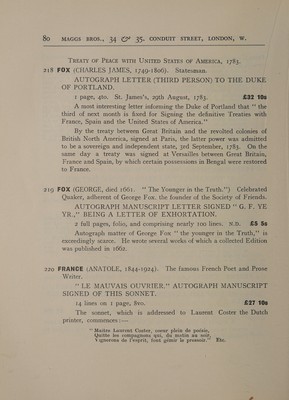 80 MAGGS BROS., 34 & 35, CONDUIT STREET, LONDON, W.
TREATY OF PEACE WITH UNITED STATES OF AMERICA, 1783.
218 FOX (CHARLES JAMES, 1749-1806). Statesman.
AUTOGRAPH LETTER (THIRD PERSON) TO THE DUKE
OF PORTLAND.
1 page, 4to. St. James's, 29th August, 1783. £32 10s
A most interesting letter informing the Duke of Portland that "the
third of next month is fixed for Signing the definitive Treaties with
France, Spain and the United States of America."
By the treaty between Great Britain and the revolted colonies of
British North America, signed at Paris, the latter power was admitted
to be a sovereign and independent state, 3rd September, 1783. On the
same day a treaty was signed at Versailles between Great Britain,
France and Spain, by which certain possessions in Bengal were restored
to France.
219 FOX (GEORGE, died 1661. "The Younger in the Truth.") Celebrated
Quaker, adherent of George Fox, the founder of the Society of Friends.
AUTOGRAPH MANUSCRIPT LETTER SIGNED "G. F. YE
YR.," BEING A LETTER OF EXHORTATION.
2 full pages, folio, and comprising nearly 100 lines. N.D. £5 5s
Autograph matter of George Fox "the younger in the Truth," is
exceedingly scarce. He wrote several works of which a collected Edition
was published in 1662.
220 FRANCE (ANATOLE, 1844-1924). The famous French Poet and Prose
Writer.
"LE MAUVAIS OUVRIER." AUTOGRAPH MANUSCRIPT
SIGNED OF THIS SONNET.
14 lines on 1 page, 8vo. £27 10s
The sonnet, which is addressed to Laurent Coster the Dutch
printer, commences:—
"Maitre Laurent Coster, coeur plein de poésie,
Quitte les compagnons qui, du matin au soir,
Vignerons de l'esprit, font gémir le pressoir." Etc.